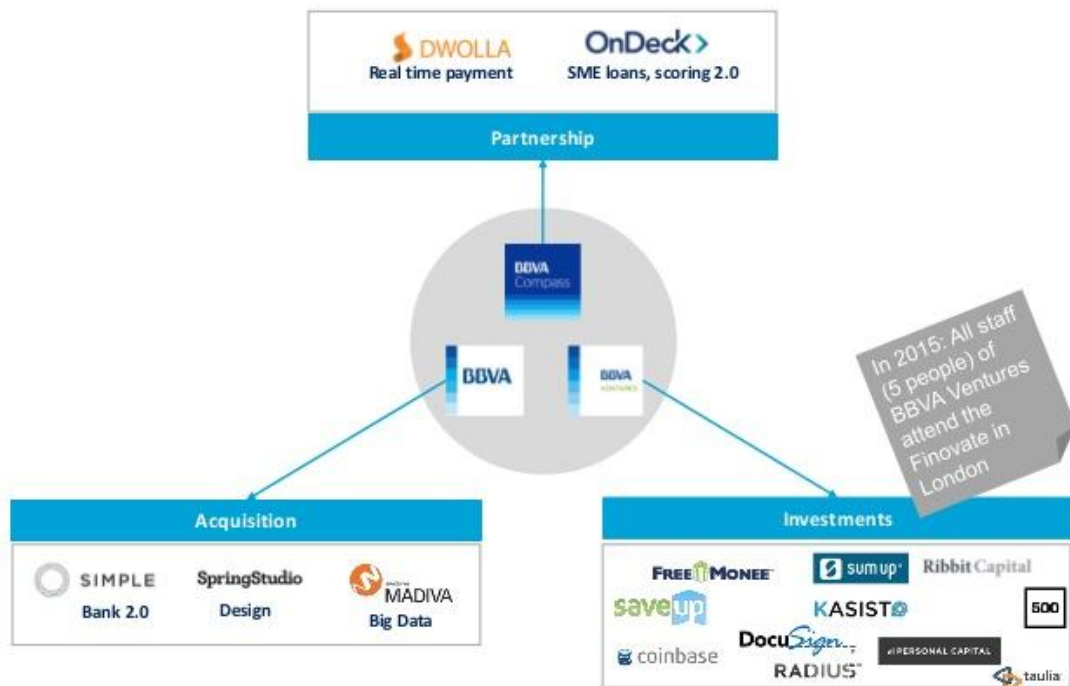 DWOLLA
Real time payment
OnDeck>
SME loans, scoring 2.0
Partnership
BBVA
Compass
BBVA
BBVA
VENTURES
In 2015: All staff
(5 people) of
BBVA Ventures
attend the
Finovate in
London
Acquisition
SIMPLE
Bank 2.0
SpringStudio
Design
MADIVA
Big Data
Investments
FREE MONEE
sumup
Ribbit Capital
saveup
KASISTO
500
coinbase
DocuSign
PERSONAL CAPITAL
RADIUS
taulia